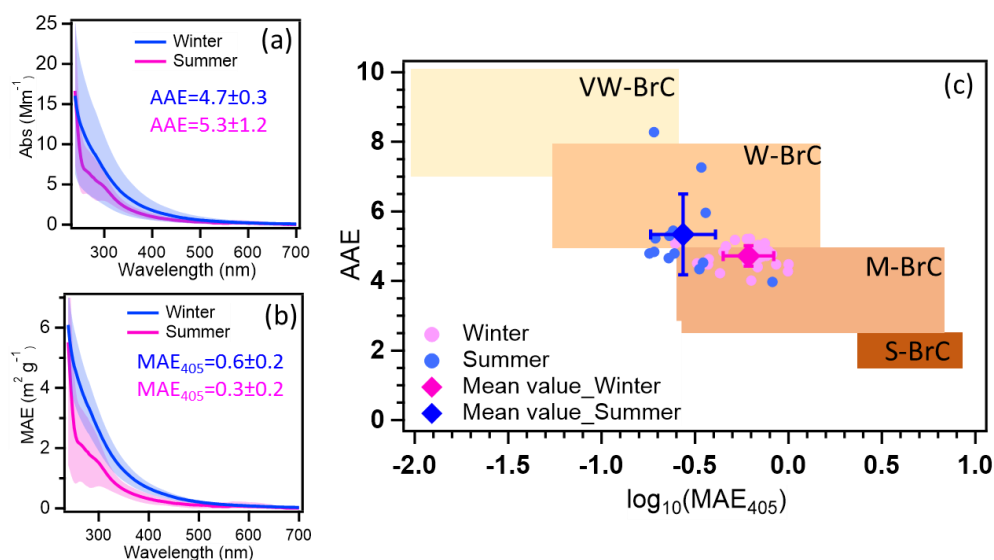 25
20
15
10
5
0
Abs (Mm⁻¹)
Winter
Summer
(a)
AAE=4.7±0.3
AAE=5.3±1.2
300 400 500 600 700
Wavelength (nm)
6
4
2
0
MAE (m² g⁻¹)
Winter
Summer
(b)
MAE₄₀₅=0.6±0.2
MAE₄₀₅=0.3±0.2
300 400 500 600 700
Wavelength (nm)
10
8
6
4
2
0
AAE
(c)
VW-BrC
W-BrC
M-BrC
S-BrC
Winter
Summer
Mean value_Winter
Mean value_Summer
-2.0 -1.5 -1.0 -0.5 0.0 0.5 1.0
log₁₀(MAE₄₀₅)